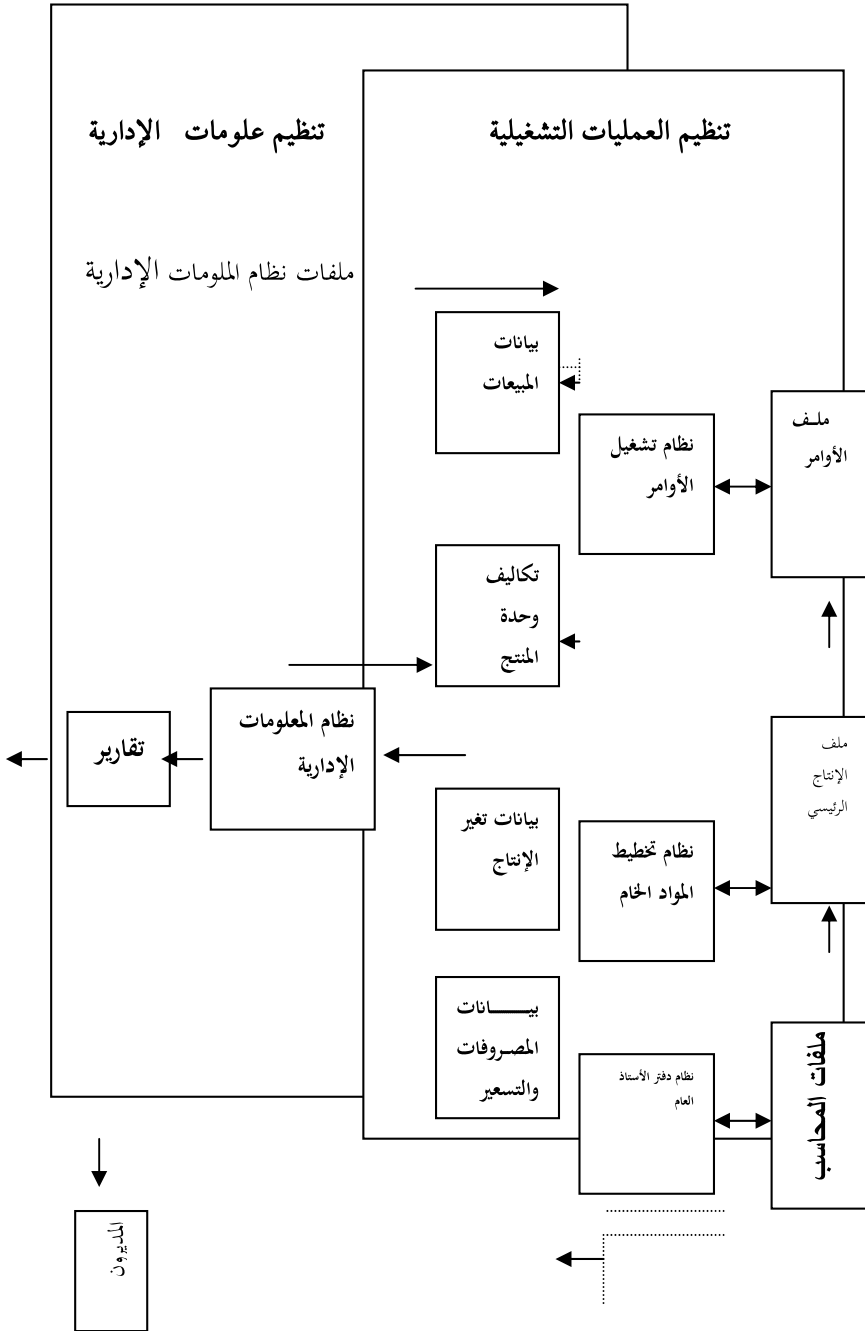 تنظيم العمليات التشغيلية
تنظيم علومات الإدارية
ملفات نظام الملومات الإدارية
بيانات
المبيعات
ملـف
الأوامر
نظام تشغيل
الأوامر
تكاليف
وحدة
المنتج
نظام المعلومات
الإدارية
تقارير
ملف
الإنتاج
الرئيسي
بيانات تغير
الإنتاج
نظام تخطيط
المواد الخام
بيـــــانات
المصـروفات
والتسعير
ملفات المحاسب
نظام دفتر الأستاذ
العام
المديرون